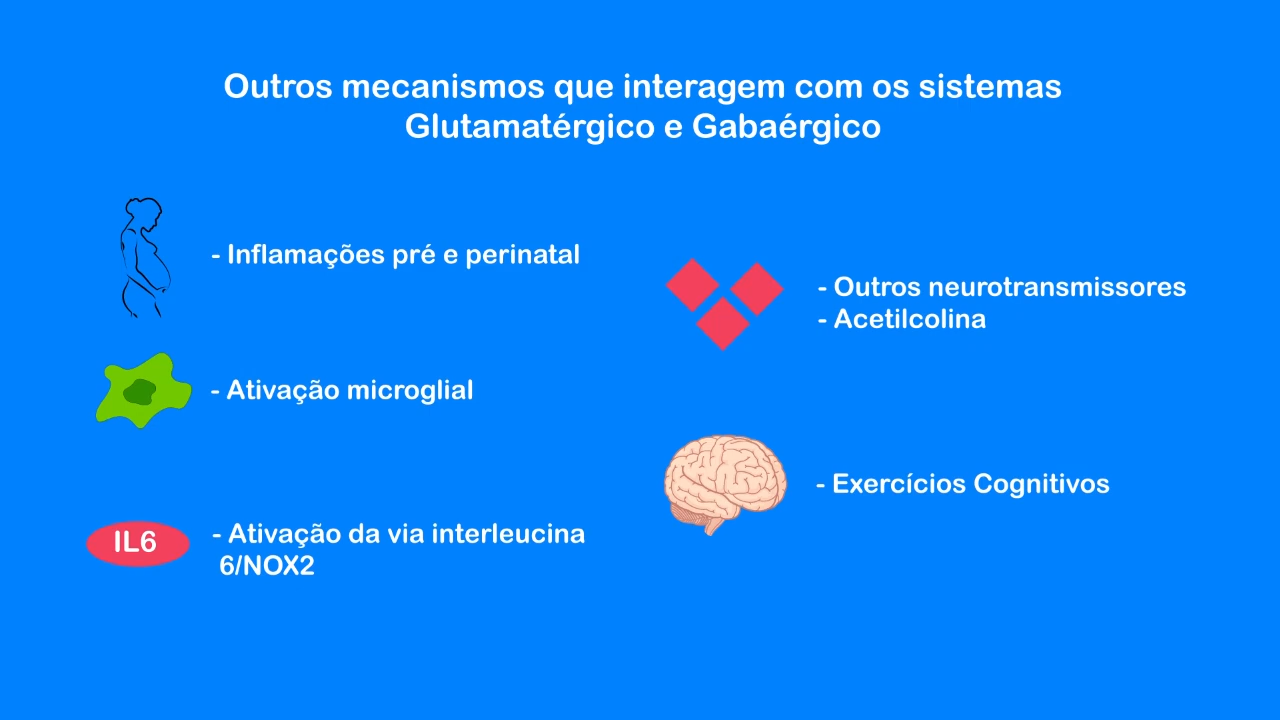 Outros mecanismos que interagem com os sistemas
Glutamatérgico e Gabaérgico
- Inflamações pré e perinatal
- Ativação microglial
IL6
- Ativação da via interleucina
6/NOX2
- Outros neurotransmissores
- Acetilcolina
- Exercícios Cognitivos